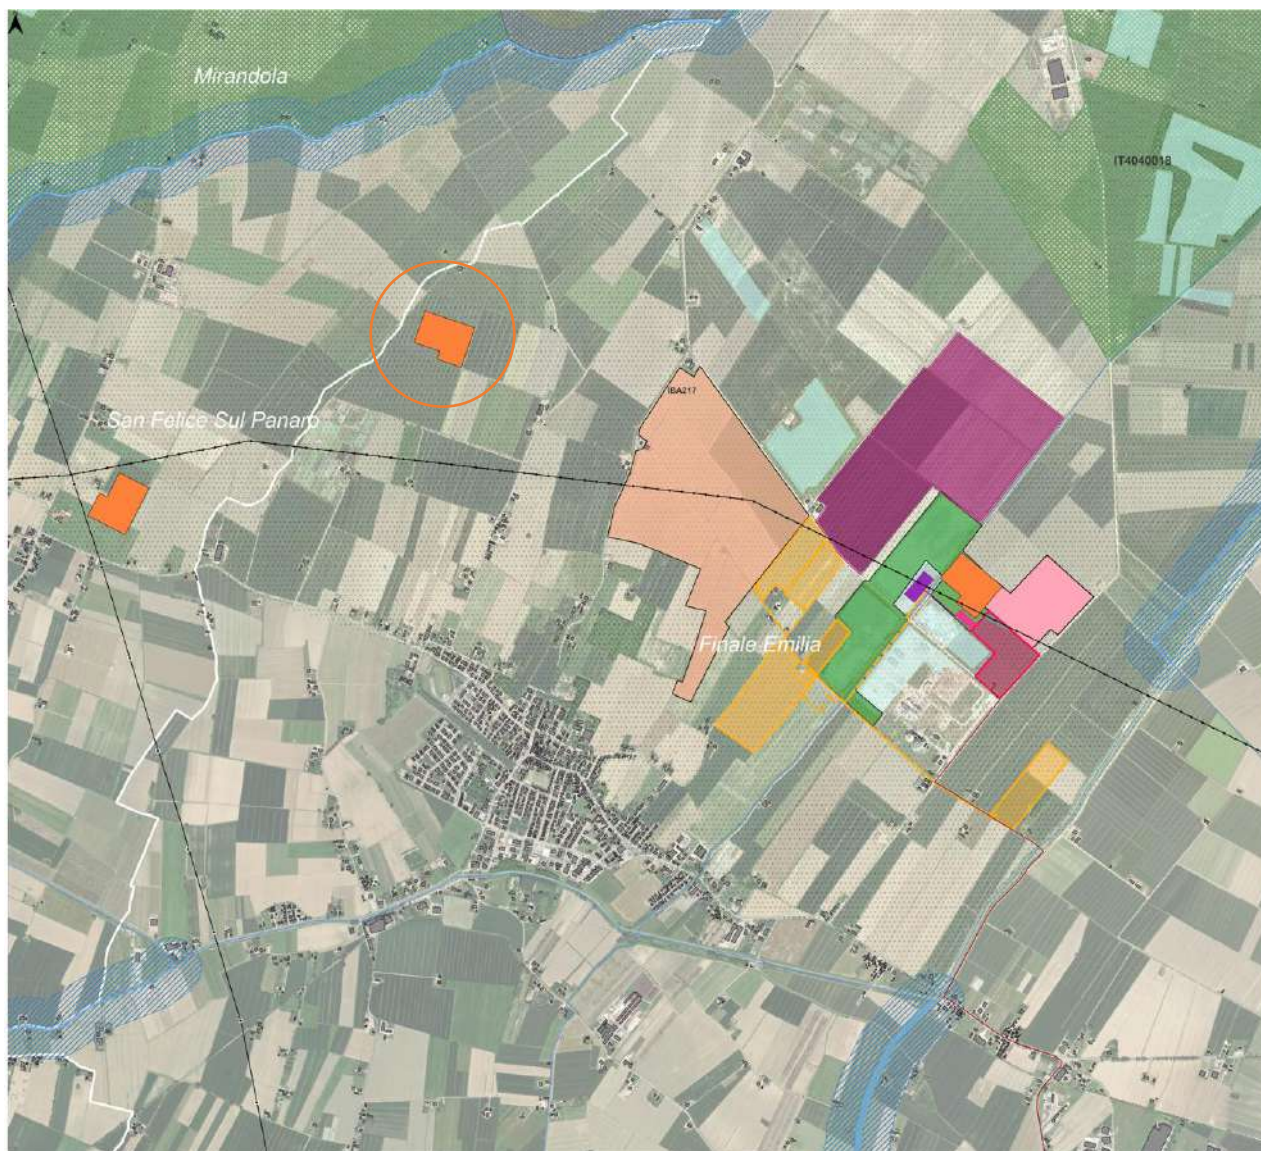 Mirandola
IT4040018
IBA217
San Felice Sul Panaro
Finale Emilia